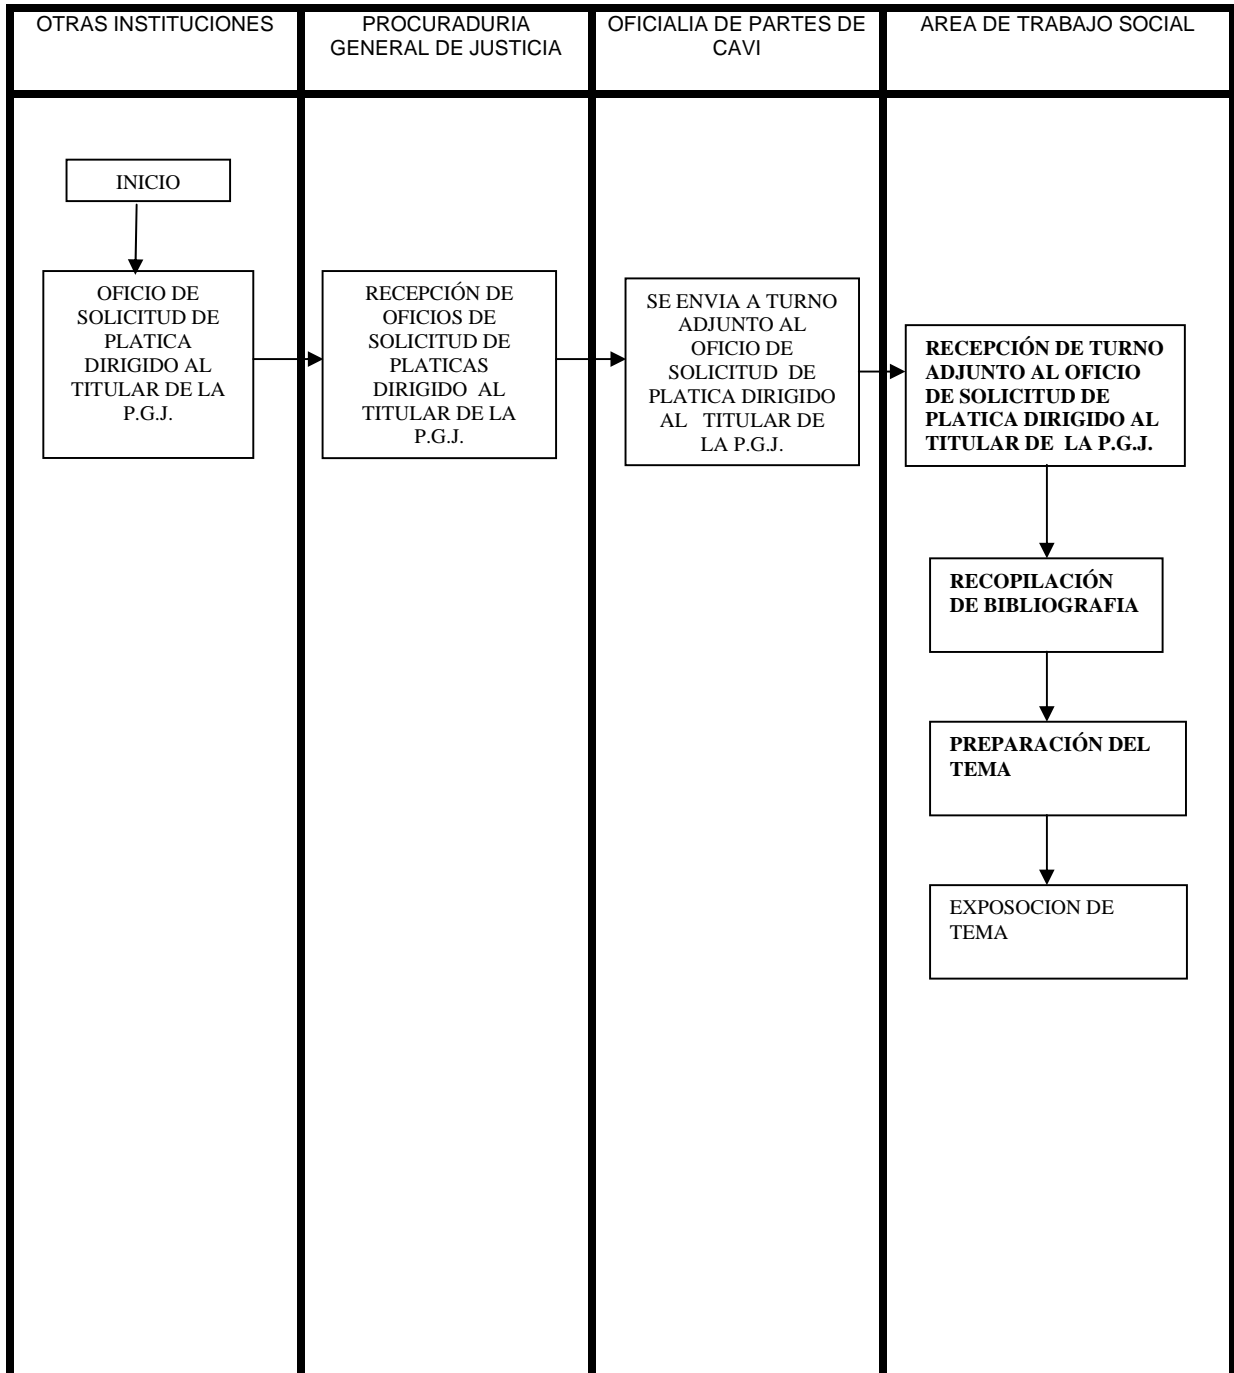 OTRAS INSTITUCIONES
PROCURADURIA
GENERAL DE JUSTICIA
OFICIALIA DE PARTES DE
CAVI
AREA DE TRABAJO SOCIAL
INICIO
OFICIO DE
SOLICITUD DE
PLATICA
DIRIGIDO AL
TITULAR DE LA
P.G.J.
RECEPCIÓN DE
OFICIOS DE
SOLICITUD DE
PLATICAS
DIRIGIDO AL
TITULAR DE LA
P.G.J.
SE ENVIA A TURNO
ADJUNTO AL
OFICIO DE
SOLICITUD DE
PLATICA DIRIGIDO
AL TITULAR DE
LA P.G.J.
RECEPCIÓN DE TURNO
ADJUNTO AL OFICIO
DE SOLICITUD DE
PLATICA DIRIGIDO AL
TITULAR DE LA P.G.J.
RECOPILACIÓN
DE BIBLIOGRAFIA
PREPARACIÓN DEL
TEMA
EXPOSOCION DE
TEMA